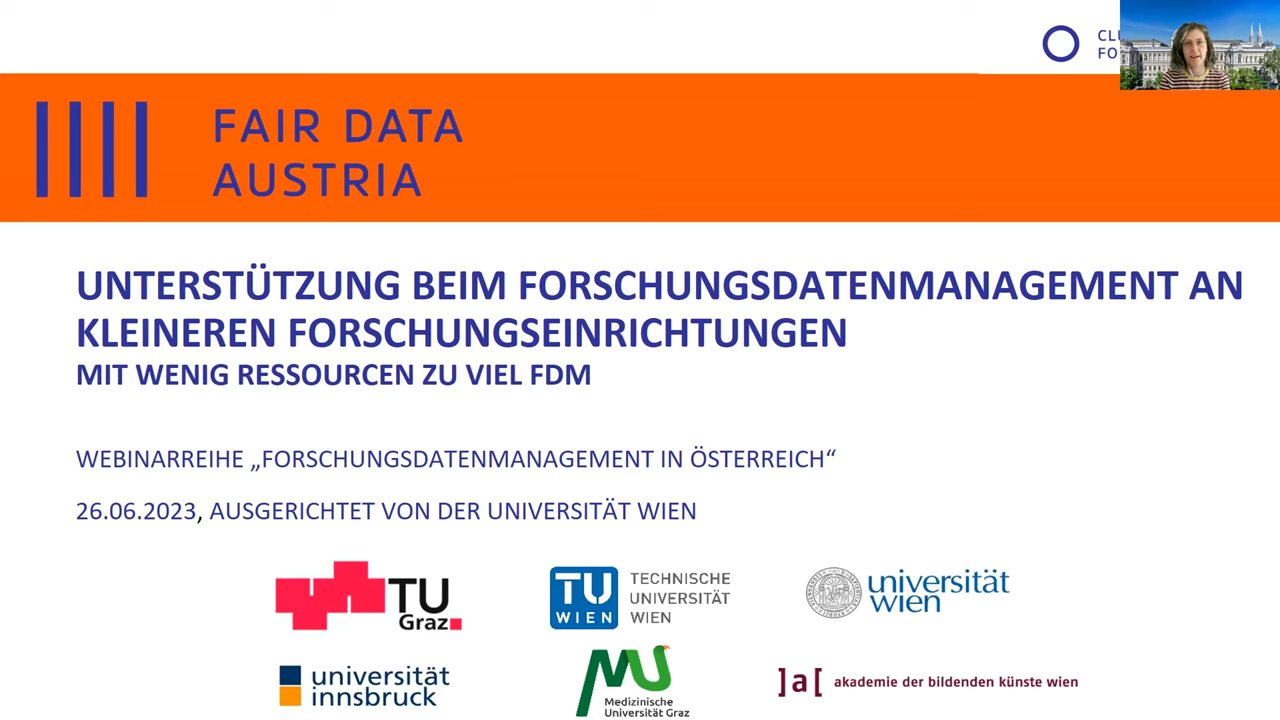 FAIR DATA
AUSTRIA
UNTERSTÜTZUNG BEIM FORSCHUNGSDATENMANAGEMENT AN
KLEINEREN FORSCHUNGSEINRICHTUNGEN
MIT WENIG RESSOURCEN ZU VIEL FDM
WEBINARREIHE „FORSCHUNGSDATENMANAGEMENT IN ÖSTERREICH“
26.06.2023, AUSGERICHTET VON DER UNIVERSITÄT WIEN
TU
Graz
TU
WIEN
TECHNISCHE
UNIVERSITÄT
WIEN
universität
wien
universität
innsbruck
Medizinische
Universität Graz
]a[ akademie der bildenden künste wien